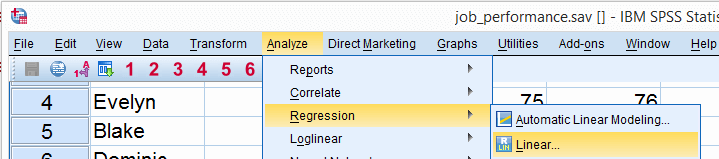 job_performance.sav [] - IBM SPSS Statis
File Edit View Data Transform Analyze Direct Marketing Graphs Utilities Add-ons Window Help
1 2 3 4 5 6
Reports
4 Evelyn Correlate 75 76
Regression Automatic Linear Modeling...
5 Blake
Loglinear R LIN Linear...
6 Dominic